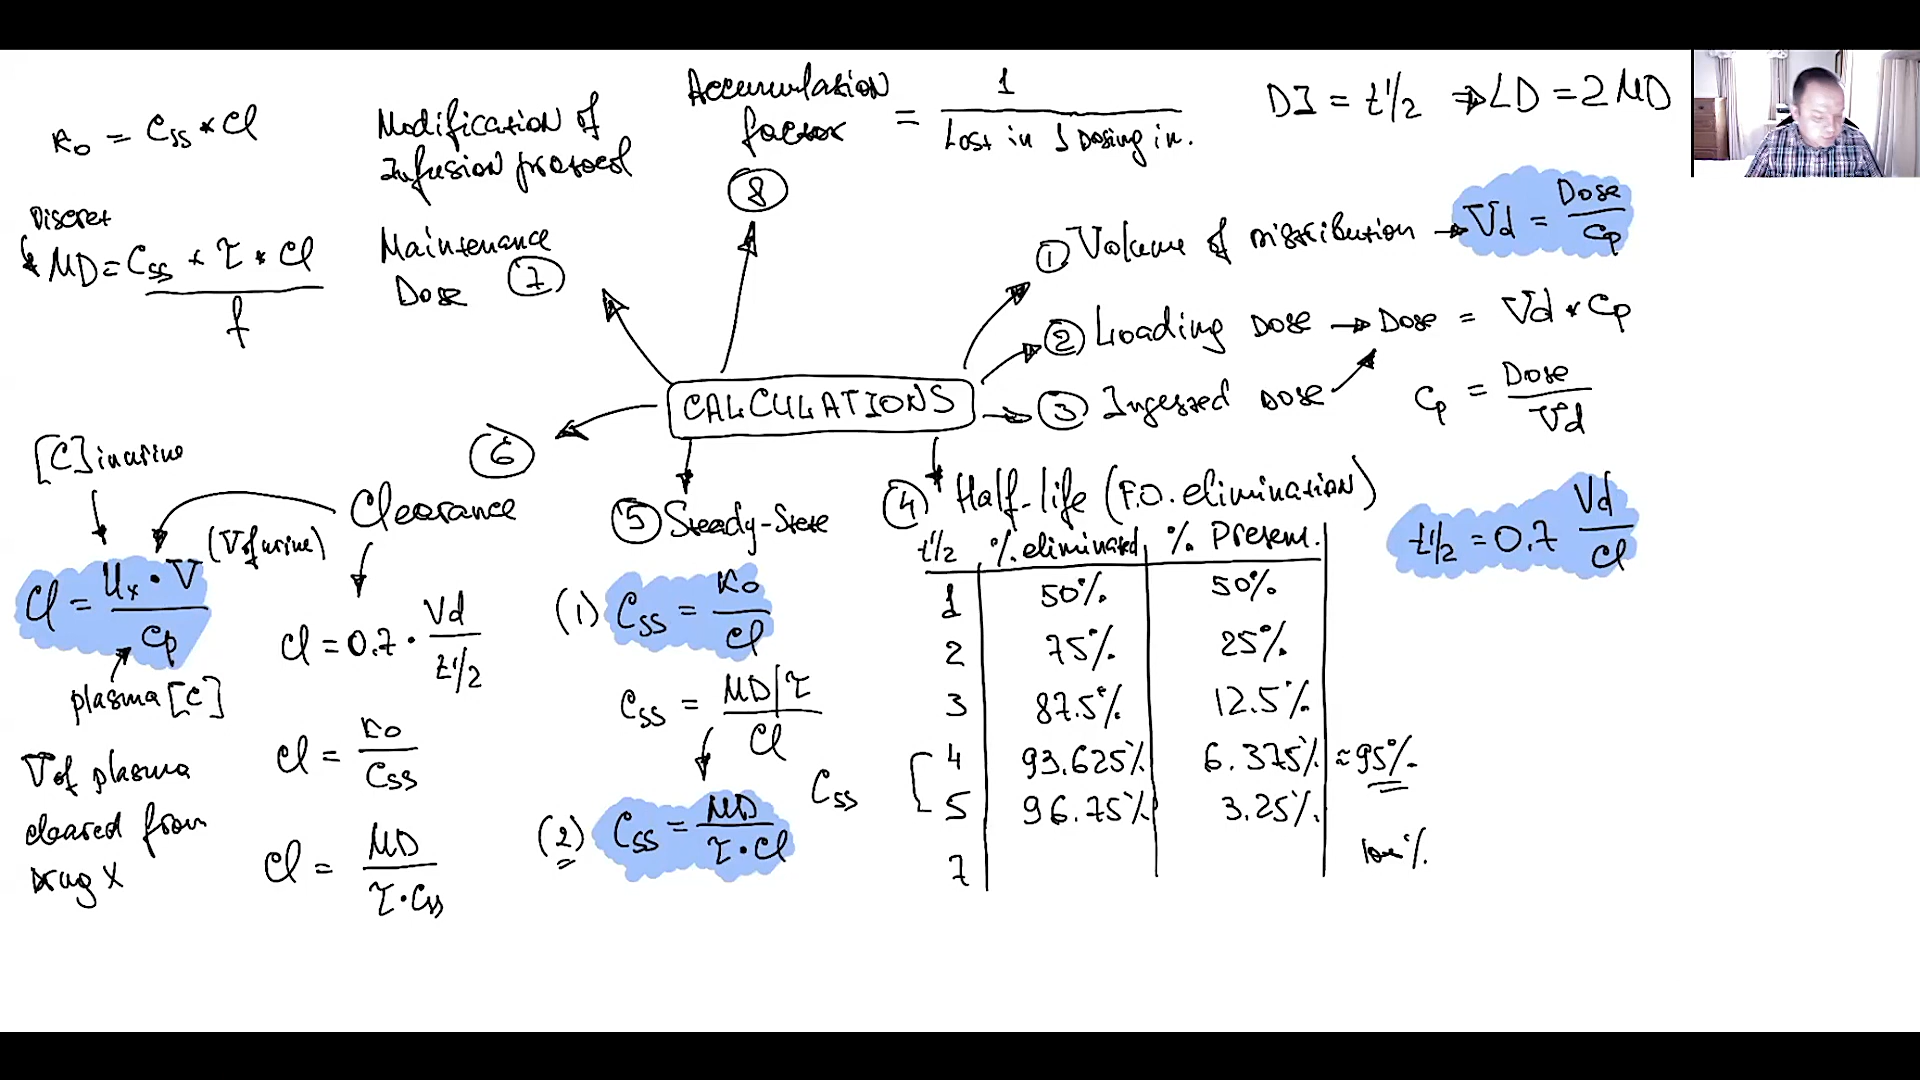 K₀ = Css * Cl
Discret
MD = Css * τ * Cl / f
Modification of
Infusion protocol
Maintenance
Dose 7
Accumulation
factor = 1 / Lost in 1 Dosing in.
8
DI = t1/2 ⇒ LD = 2 MD
1 Volume of Distribution → Vd = Dose / Cp
2 Loading Dose → Dose = Vd * Cp
3 Ingested Dose
Cp = Dose / Vd
CALCULATIONS
4 Half-life (F.O. elimination)
t1/2 = 0.7 Vd / Cl
t1/2 % eliminated % Present.
1 50% 50%
2 75% 25%
3 87.5% 12.5%
4 93.625% 6.375% ≈ 95%
5 96.75% 3.25%
7 100%
5 Steady-State
(1) Css = K₀ / Cl
Css = MD/τ / Cl
Css
(2) Css = MD / τ · Cl
6
Clearance
[C] in urine
(V of urine)
Cl = Ux · V / Cp
plasma [C]
V of plasma
cleared from
Drug X
Cl = 0.7 · Vd / t1/2
Cl = K₀ / Css
Cl = MD / τ · Css